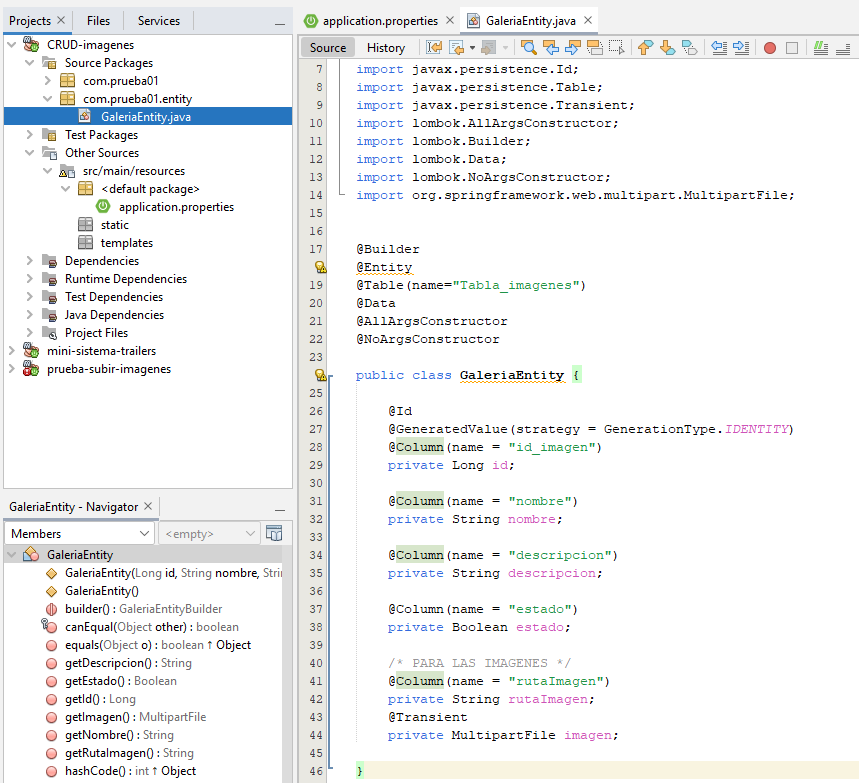 Projects
Files
Services
CRUD-imagenes
Source Packages
com.prueba01
com.prueba01.entity
GaleriaEntity.java
Test Packages
Other Sources
src/main/resources
<default package>
application.properties
static
templates
Dependencies
Runtime Dependencies
Test Dependencies
Java Dependencies
Project Files
mini-sistema-trailers
prueba-subir-imagenes
GaleriaEntity - Navigator
Members
<empty>
GaleriaEntity
GaleriaEntity(Long id, String nombre, Stri
GaleriaEntity()
builder() : GaleriaEntityBuilder
canEqual(Object other) : boolean
equals(Object o) : boolean ↑ Object
getDescripcion() : String
getEstado() : Boolean
getId() : Long
getImagen() : MultipartFile
getNombre() : String
getRutaImagen() : String
hashCode() : int ↑ Object
application.properties
GaleriaEntity.java
Source
History
7 import javax.persistence.Id;
8 import javax.persistence.Table;
9 import javax.persistence.Transient;
10 import lombok.AllArgsConstructor;
11 import lombok.Builder;
12 import lombok.Data;
13 import lombok.NoArgsConstructor;
14 import org.springframework.web.multipart.MultipartFile;
15
16
17 @Builder
@Entity
19 @Table(name="Tabla_imagenes")
20 @Data
21 @AllArgsConstructor
22 @NoArgsConstructor
23
public class GaleriaEntity {
25
26 @Id
27 @GeneratedValue(strategy = GenerationType.IDENTITY)
28 @Column(name = "id_imagen")
29 private Long id;
30
31 @Column(name = "nombre")
32 private String nombre;
33
34 @Column(name = "descripcion")
35 private String descripcion;
36
37 @Column(name = "estado")
38 private Boolean estado;
39
40 /* PARA LAS IMAGENES */
41 @Column(name = "rutaImagen")
42 private String rutaImagen;
43 @Transient
44 private MultipartFile imagen;
45
46 }